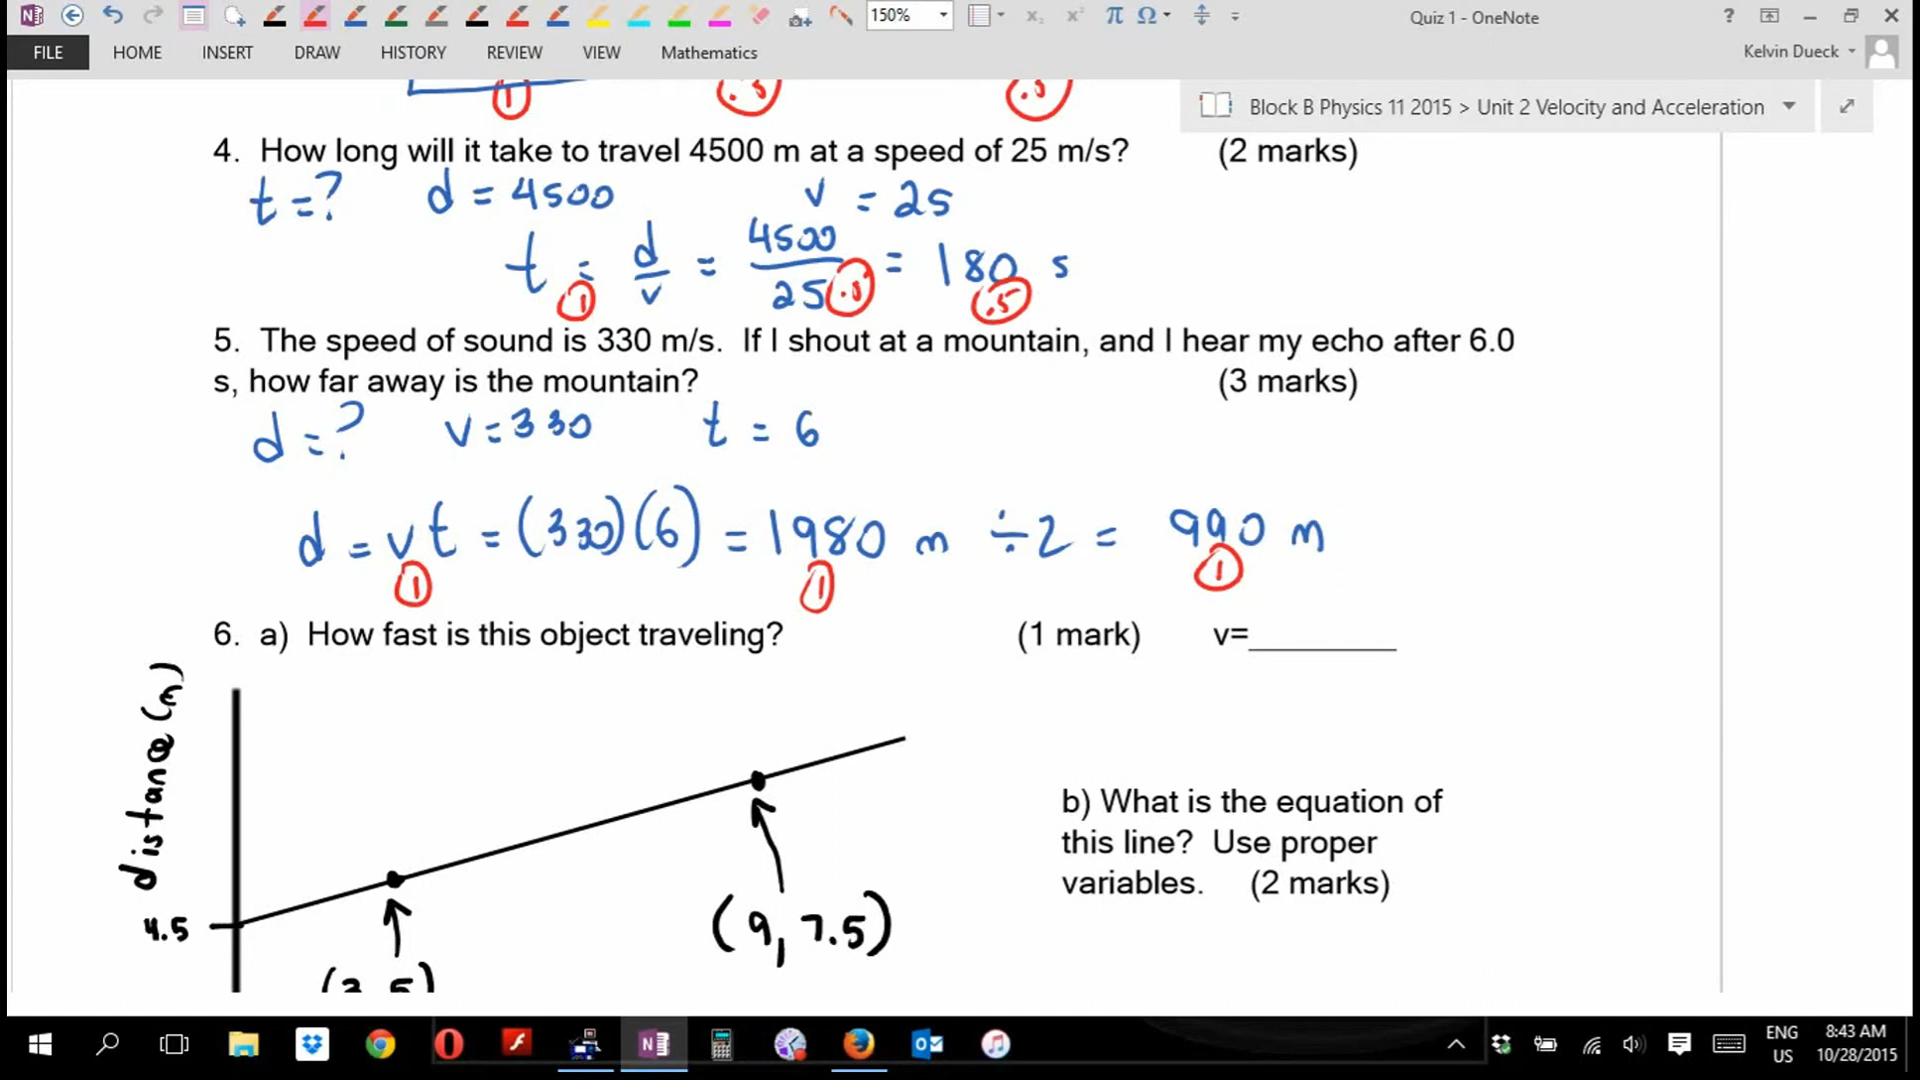 150%
Quiz 1 - OneNote
?
FILE HOME INSERT DRAW HISTORY REVIEW VIEW Mathematics
Kelvin Dueck
Block B Physics 11 2015 > Unit 2 Velocity and Acceleration
1 .5 .5
4. How long will it take to travel 4500 m at a speed of 25 m/s? (2 marks)
t = ? d = 4500 v = 25
t = d/v = 4500/25 = 180 s
1 .5 .5
5. The speed of sound is 330 m/s. If I shout at a mountain, and I hear my echo after 6.0
s, how far away is the mountain? (3 marks)
d = ? v = 330 t = 6
d = vt = (330)(6) = 1980 m ÷2 = 990 m
1 1 1
6. a) How fast is this object traveling? (1 mark) v=_________
distance (m)
b) What is the equation of
this line? Use proper
variables. (2 marks)
4.5
(9, 7.5)
ENG
US
8:43 AM
10/28/2015